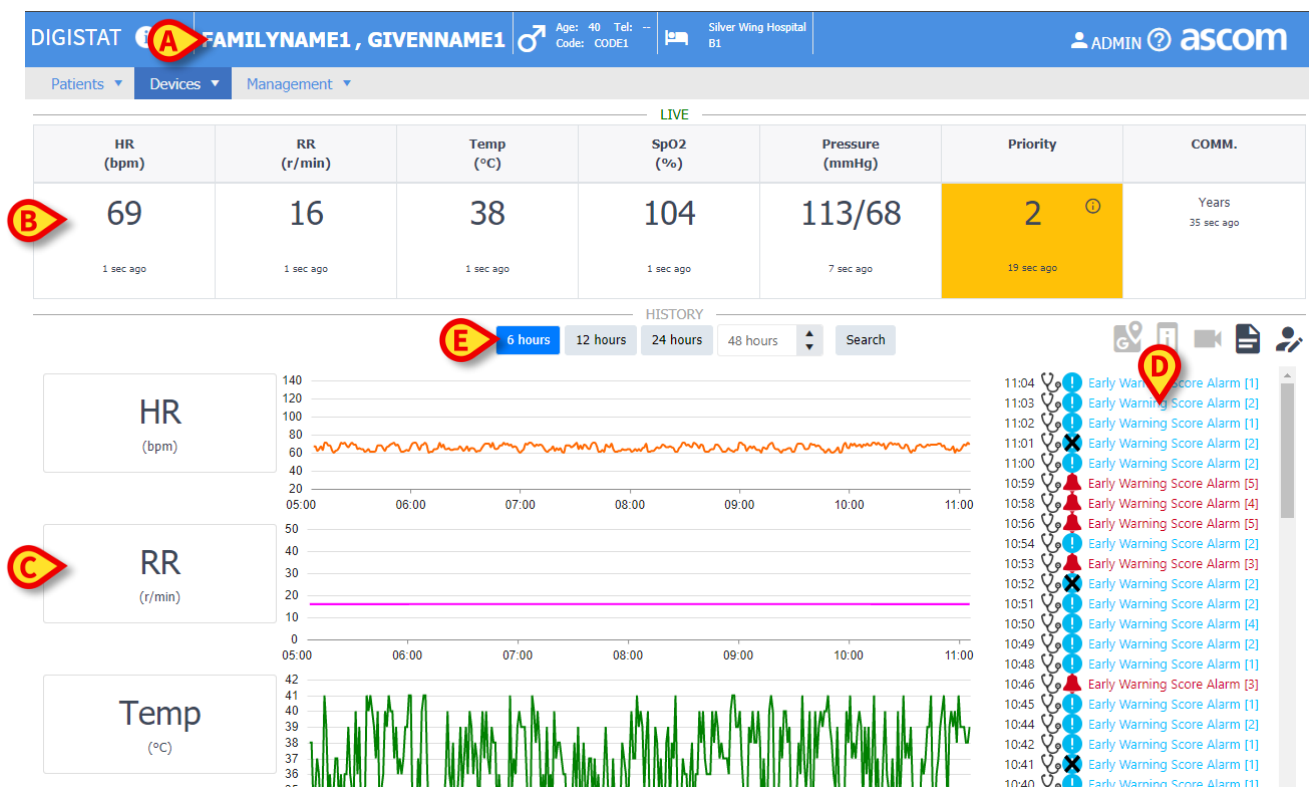 DIGISTAT A FAMILYNAME1 , GIVENNAME1 Age: 40 Tel: -- Silver Wing Hospital ADMIN ascom
Code: CODE1 B1
Patients Devices Management
LIVE
HR RR Temp SpO2 Pressure Priority COMM.
(bpm) (r/min) (°C) (%) (mmHg)
B 69 16 38 104 113/68 2 Years
35 sec ago
1 sec ago 1 sec ago 1 sec ago 1 sec ago 7 sec ago 19 sec ago
HISTORY
E 6 hours 12 hours 24 hours 48 hours Search
D
HR
(bpm)
140
120
100
80
60
40
20
05:00 06:00 07:00 08:00 09:00 10:00 11:00
C RR
(r/min)
50
40
30
20
10
0
05:00 06:00 07:00 08:00 09:00 10:00 11:00
Temp
(°C)
42
41
40
39
38
37
36
11:04 Early Warning Score Alarm [1]
11:03 Early Warning Score Alarm [2]
11:02 Early Warning Score Alarm [1]
11:01 Early Warning Score Alarm [2]
11:00 Early Warning Score Alarm [2]
10:59 Early Warning Score Alarm [5]
10:58 Early Warning Score Alarm [4]
10:56 Early Warning Score Alarm [5]
10:54 Early Warning Score Alarm [2]
10:53 Early Warning Score Alarm [3]
10:52 Early Warning Score Alarm [2]
10:51 Early Warning Score Alarm [2]
10:50 Early Warning Score Alarm [4]
10:49 Early Warning Score Alarm [2]
10:48 Early Warning Score Alarm [1]
10:46 Early Warning Score Alarm [3]
10:45 Early Warning Score Alarm [1]
10:44 Early Warning Score Alarm [2]
10:42 Early Warning Score Alarm [1]
10:41 Early Warning Score Alarm [1]
10:40 Early Warning Score Alarm [1]